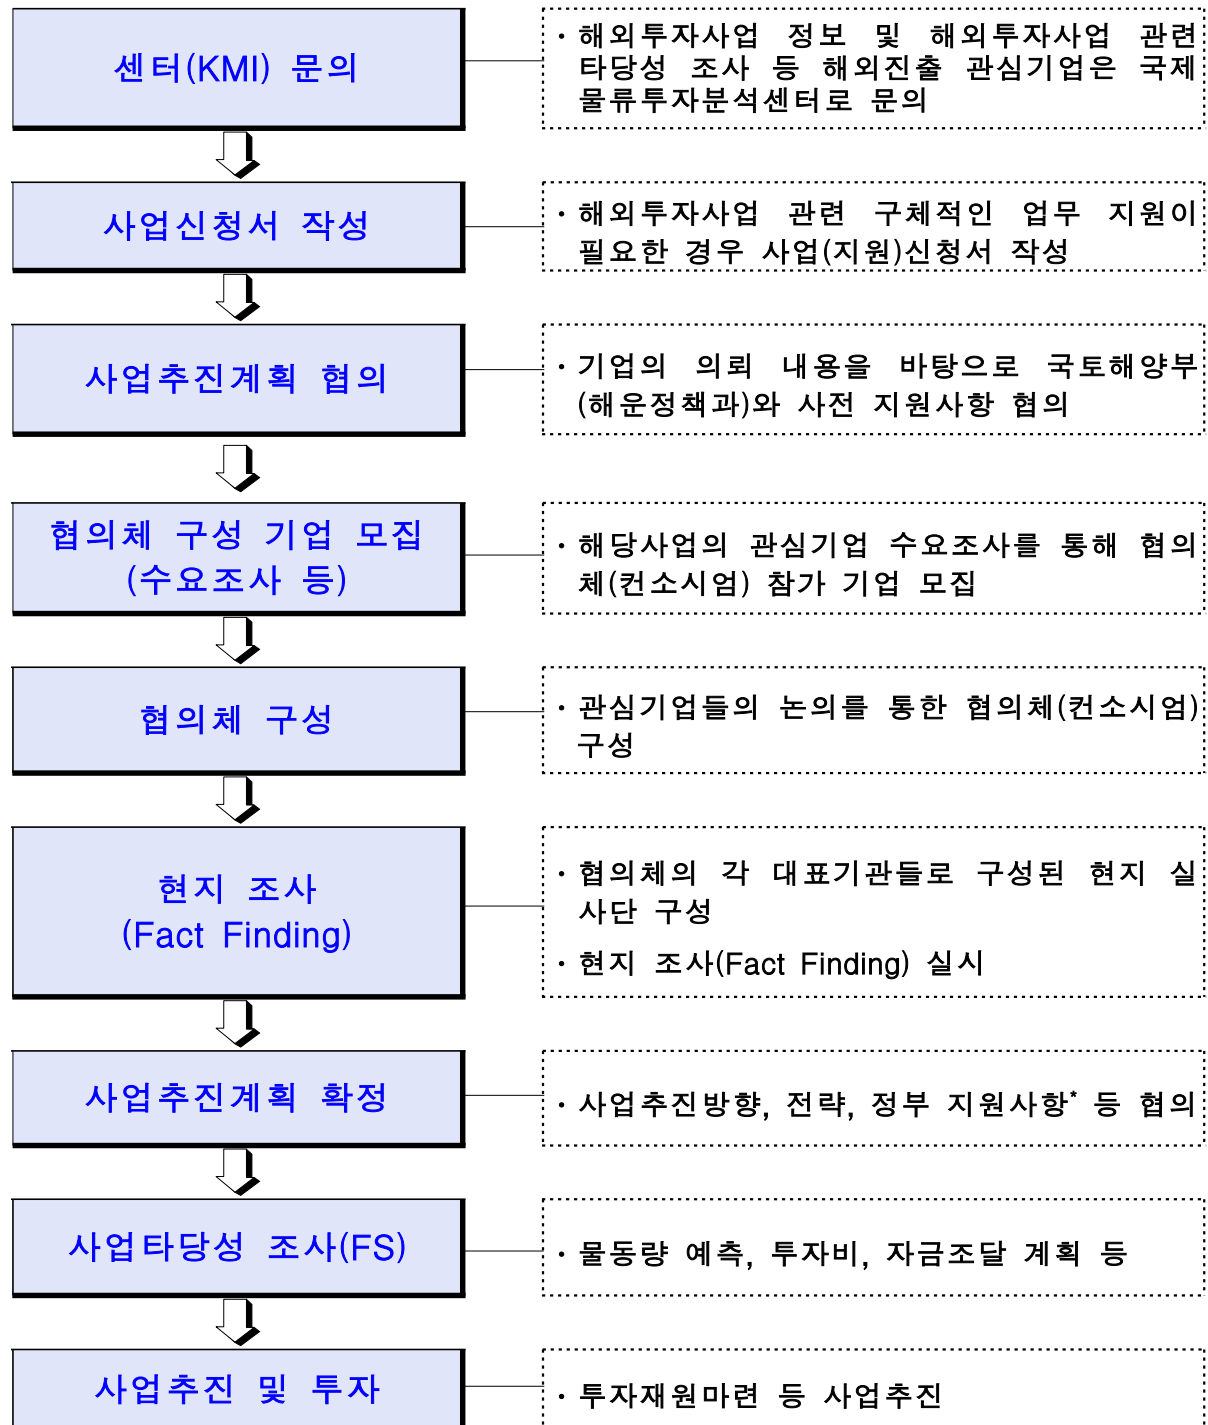 센터(KMI) 문의
· 해외투자사업 정보 및 해외투자사업 관련
타당성 조사 등 해외진출 관심기업은 국제
물류투자분석센터로 문의
사업신청서 작성
· 해외투자사업 관련 구체적인 업무 지원이
필요한 경우 사업(지원)신청서 작성
사업추진계획 협의
· 기업의 의뢰 내용을 바탕으로 국토해양부
(해운정책과)와 사전 지원사항 협의
협의체 구성 기업 모집
(수요조사 등)
· 해당사업의 관심기업 수요조사를 통해 협의
체(컨소시엄) 참가 기업 모집
협의체 구성
· 관심기업들의 논의를 통한 협의체(컨소시엄)
구성
현지 조사
(Fact Finding)
· 협의체의 각 대표기관들로 구성된 현지 실
사단 구성
· 현지 조사(Fact Finding) 실시
사업추진계획 확정
· 사업추진방향, 전략, 정부 지원사항* 등 협의
사업타당성 조사(FS)
· 물동량 예측, 투자비, 자금조달 계획 등
사업추진 및 투자
· 투자재원마련 등 사업추진